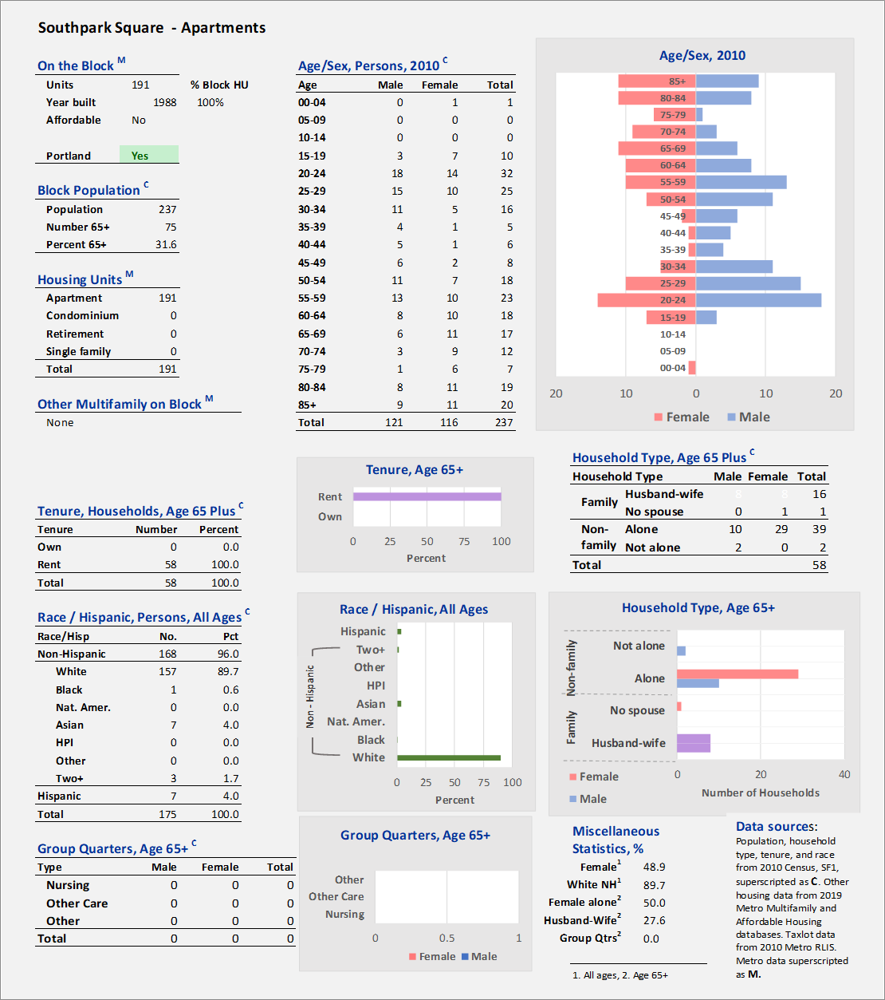 Southpark Square - Apartments
On the Block M
Units 191 % Block HU
Year built 1988 100%
Affordable No
Portland Yes
Block Population C
Population 237
Number 65+ 75
Percent 65+ 31.6
Housing Units M
Apartment 191
Condominium 0
Retirement 0
Single family 0
Total 191
Other Multifamily on Block M
None
Age/Sex, Persons, 2010 C
Age Male Female Total
00-04 0 1 1
05-09 0 0 0
10-14 0 0 0
15-19 3 7 10
20-24 18 14 32
25-29 15 10 25
30-34 11 5 16
35-39 4 1 5
40-44 5 1 6
45-49 6 2 8
50-54 11 7 18
55-59 13 10 23
60-64 8 10 18
65-69 6 11 17
70-74 3 9 12
75-79 1 6 7
80-84 8 11 19
85+ 9 11 20
Total 121 116 237
Age/Sex, 2010
85+
80-84
75-79
70-74
65-69
60-64
55-59
50-54
45-49
40-44
35-39
30-34
25-29
20-24
15-19
10-14
05-09
00-04
20 10 0 10 20
Female Male
Tenure, Households, Age 65 Plus C
Tenure Number Percent
Own 0 0.0
Rent 58 100.0
Total 58 100.0
Tenure, Age 65+
Rent
Own
0 25 50 75 100
Percent
Household Type, Age 65 Plus C
Household Type Male Female Total
Family Husband-wife 8 8 16
No spouse 0 1 1
Non-family Alone 10 29 39
Not alone 2 0 2
Total 58
Race / Hispanic, Persons, All Ages C
Race/Hisp No. Pct
Non-Hispanic 168 96.0
White 157 89.7
Black 1 0.6
Nat. Amer. 0 0.0
Asian 7 4.0
HPI 0 0.0
Other 0 0.0
Two+ 3 1.7
Hispanic 7 4.0
Total 175 100.0
Race / Hispanic, All Ages
Hispanic
Two+
Other
HPI
Asian
Nat. Amer.
Black
White
Non - Hispanic
0 25 50 75 100
Percent
Household Type, Age 65+
Non-family
Not alone
Alone
Family
No spouse
Husband-wife
0 20 40
Female
Male
Number of Households
Group Quarters, Age 65+ C
Type Male Female Total
Nursing 0 0 0
Other Care 0 0 0
Other 0 0 0
Total 0 0 0
Group Quarters, Age 65+
Other
Other Care
Nursing
0 0.5 1
Female Male
Miscellaneous
Statistics, %
Female1 48.9
White NH1 89.7
Female alone2 50.0
Husband-Wife2 27.6
Group Qtrs2 0.0
1. All ages, 2. Age 65+
Data sources:
Population, household
type, tenure, and race
from 2010 Census, SF1,
superscripted as C. Other
housing data from 2019
Metro Multifamily and
Affordable Housing
databases. Taxlot data
from 2010 Metro RLIS.
Metro data superscripted
as M.